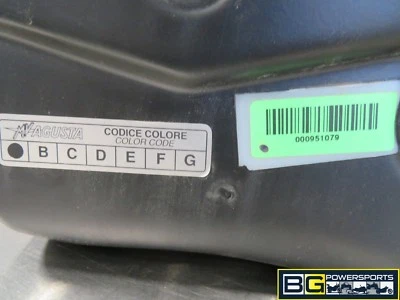 MV AGUSTA CODICE COLORE
COLOR CODE
B C D E F G
000951079
BG POWERSPORTS